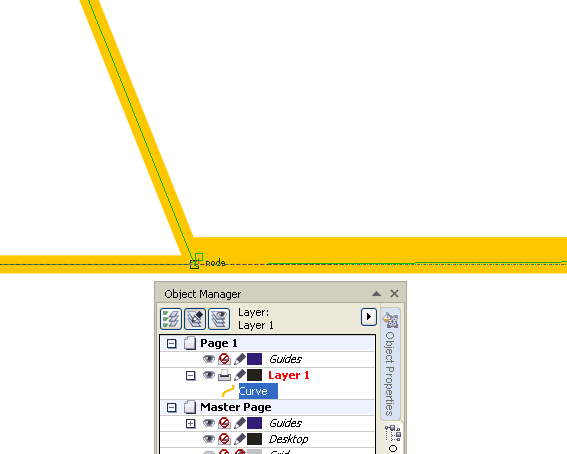 node
Object Manager
Layer:
Layer 1
Page 1
Guides
Layer 1
Curve
Master Page
Guides
Desktop
Grid
Object Properties
O